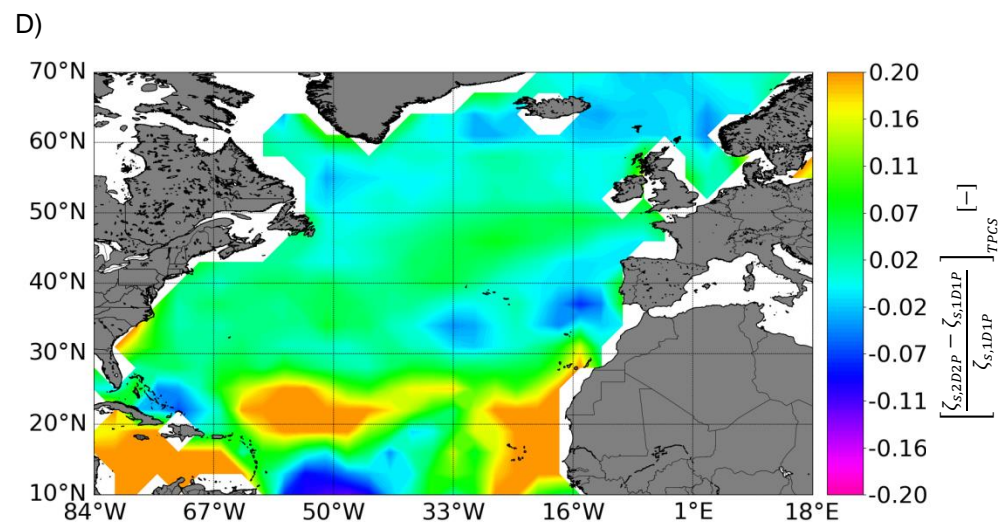 D)
70°N
60°N
50°N
40°N
30°N
20°N
10°N
84°W 67°W 50°W 33°W 16°W 1°E 18°E
0.20
0.16
0.11
0.07
0.02
-0.02
-0.07
-0.11
-0.16
-0.20
[ζs,2D2P − ζs,1D1P / ζs,1D1P]TPCS [−]